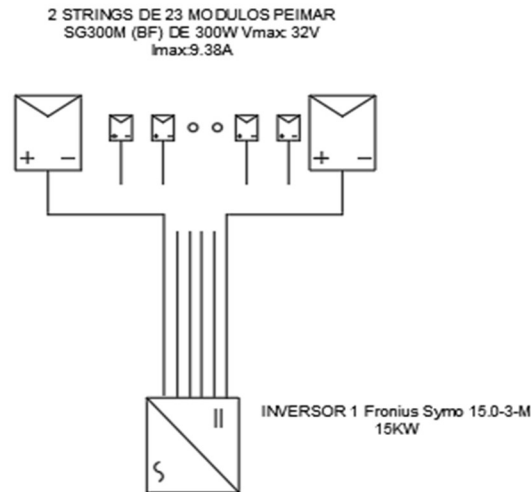 2 STRINGS DE 23 MODULOS PEIMAR
SG300M (BF) DE 300W Vmax: 32V
Imax:9.38A
+ − + − + − + − + − + −
INVERSOR 1 Fronius Symo 15.0-3-M
15KW